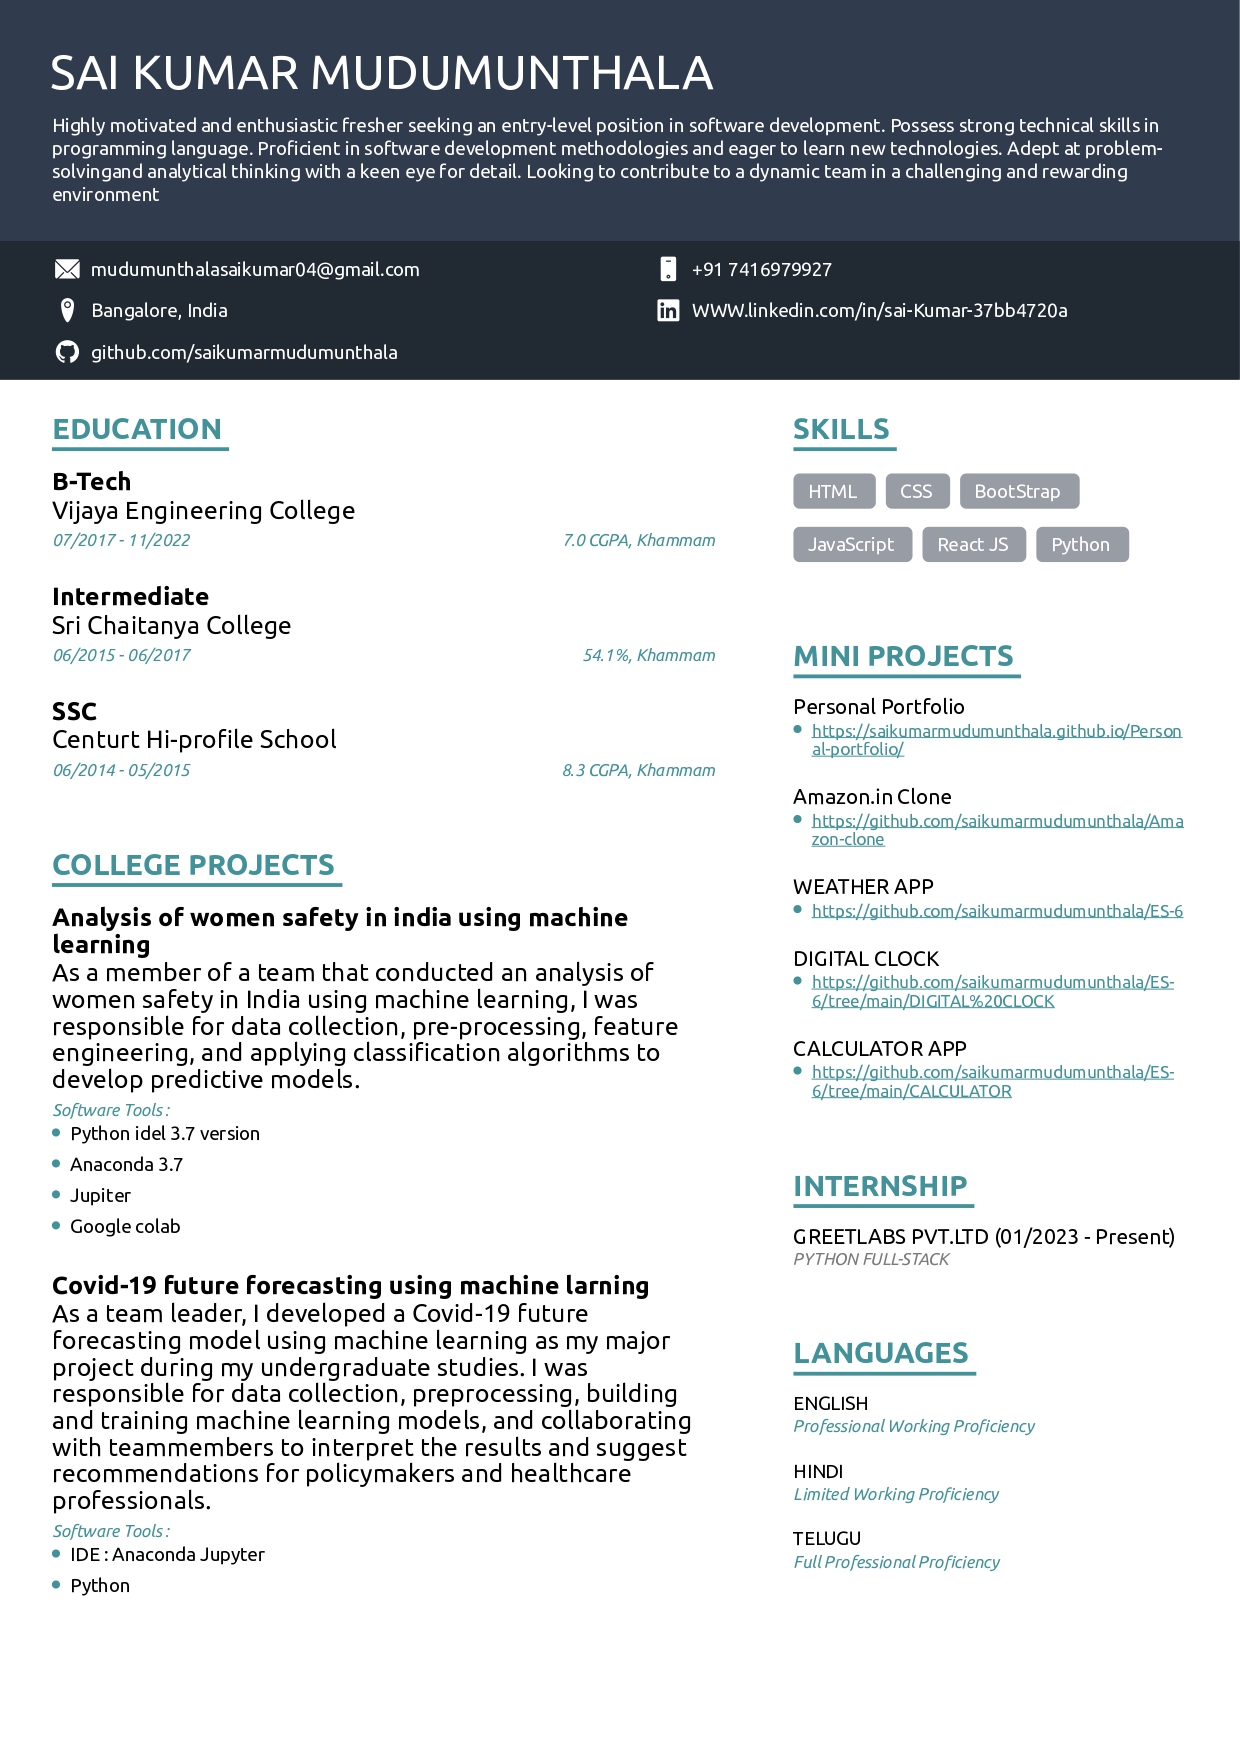 SAI KUMAR MUDUMUNTHALA
Highly motivated and enthusiastic fresher seeking an entry-level position in software development. Possess strong technical skills in
programming language. Proficient in software development methodologies and eager to learn new technologies. Adept at problem-
solvingand analytical thinking with a keen eye for detail. Looking to contribute to a dynamic team in a challenging and rewarding
environment
mudumunthalasaikumar04@gmail.com
+91 7416979927
Bangalore, India
WWW.linkedin.com/in/sai-Kumar-37bb4720a
github.com/saikumarmudumunthala
EDUCATION
B-Tech
Vijaya Engineering College
07/2017 - 11/2022
7.0 CGPA, Khammam
Intermediate
Sri Chaitanya College
06/2015 - 06/2017
54.1%, Khammam
SSC
Centurt Hi-profile School
06/2014 - 05/2015
8.3 CGPA, Khammam
COLLEGE PROJECTS
Analysis of women safety in india using machine
learning
As a member of a team that conducted an analysis of
women safety in India using machine learning, I was
responsible for data collection, pre-processing, feature
engineering, and applying classification algorithms to
develop predictive models.
Software Tools :
Python idel 3.7 version
Anaconda 3.7
Jupiter
Google colab
Covid-19 future forecasting using machine larning
As a team leader, I developed a Covid-19 future
forecasting model using machine learning as my major
project during my undergraduate studies. I was
responsible for data collection, preprocessing, building
and training machine learning models, and collaborating
with teammembers to interpret the results and suggest
recommendations for policymakers and healthcare
professionals.
Software Tools :
IDE : Anaconda Jupyter
Python
SKILLS
HTML CSS BootStrap
JavaScript React JS Python
MINI PROJECTS
Personal Portfolio
https://saikumarmudumunthala.github.io/Person
al-portfolio/
Amazon.in Clone
https://github.com/saikumarmudumunthala/Ama
zon-clone
WEATHER APP
https://github.com/saikumarmudumunthala/ES-6
DIGITAL CLOCK
https://github.com/saikumarmudumunthala/ES-
6/tree/main/DIGITAL%20CLOCK
CALCULATOR APP
https://github.com/saikumarmudumunthala/ES-
6/tree/main/CALCULATOR
INTERNSHIP
GREETLABS PVT.LTD (01/2023 - Present)
PYTHON FULL-STACK
LANGUAGES
ENGLISH
Professional Working Proficiency
HINDI
Limited Working Proficiency
TELUGU
Full Professional Proficiency